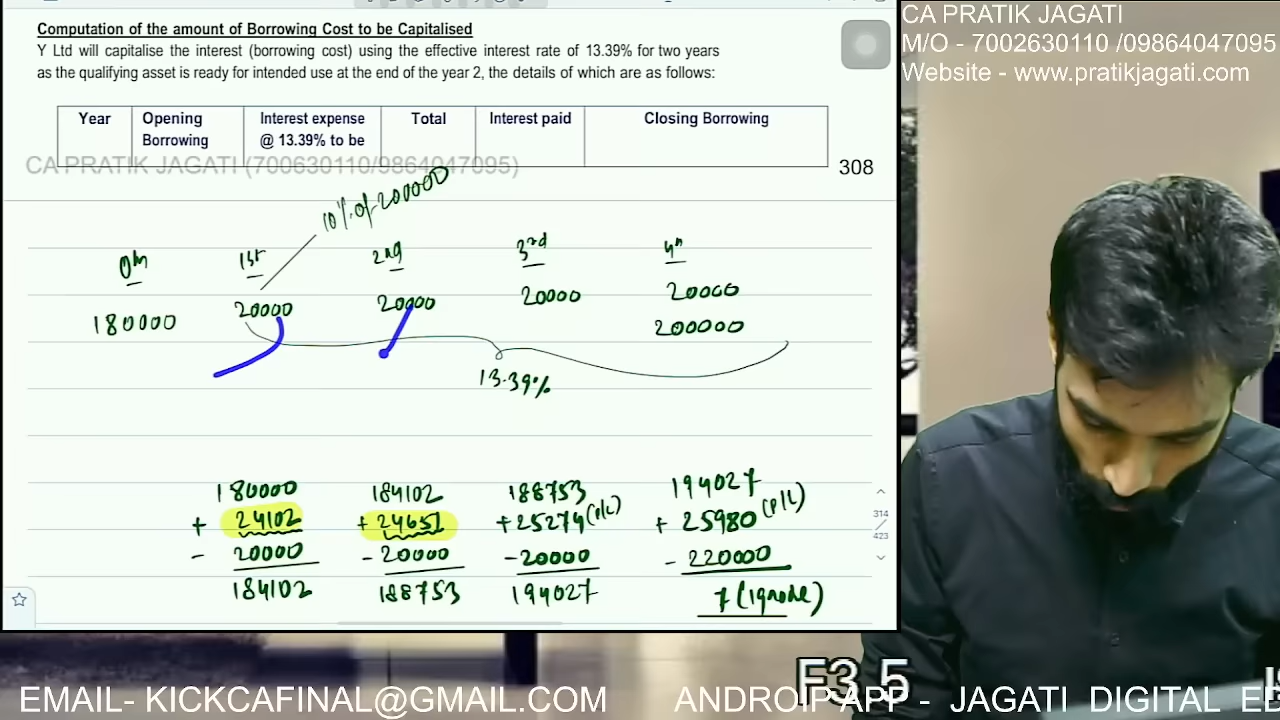 Computation of the amount of Borrowing Cost to be Capitalised
Y Ltd will capitalise the interest (borrowing cost) using the effective interest rate of 13.39% for two years
as the qualifying asset is ready for intended use at the end of the year 2, the details of which are as follows:
Year Opening Borrowing Interest expense @ 13.39% to be Total Interest paid Closing Borrowing
CA PRATIK JAGATI (700630110/9864047095)
308
10% of 200000
0th 1st 2nd 3rd 4th
180000 20000 20000 20000 20000
200000
13.39%
180000 184102 188753 194027
+ 24102 + 24651 + 25274 (P/L) + 25980 (P/L)
- 20000 - 20000 - 20000 - 220000
184102 188753 194027 7 (ignore)
314
423
CA PRATIK JAGATI
M/O - 7002630110 /09864047095
Website - www.pratikjagati.com
F3 5
EMAIL- KICKCAFINAL@GMAIL.COM ANDROIP APP - JAGATI DIGITAL ED